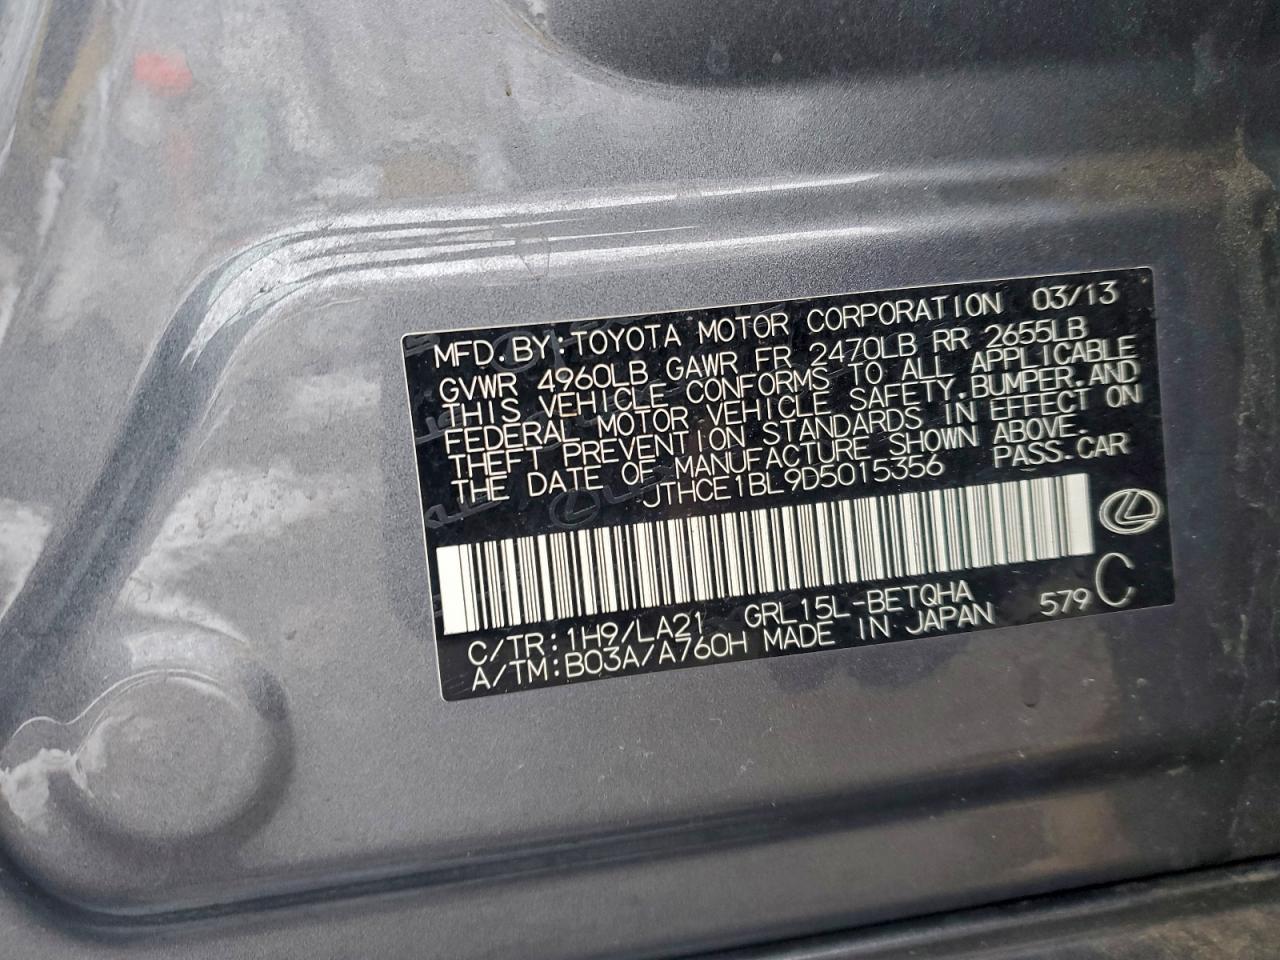 MFD.BY:TOYOTA MOTOR CORPORATION 03/13
GVWR 4960LB GAWR FR 2470LB RR 2655LB
THIS VEHICLE CONFORMS TO ALL APPLICABLE
FEDERAL MOTOR VEHICLE SAFETY,BUMPER,AND
THEFT PREVENTION STANDARDS IN EFFECT ON
THE DATE OF MANUFACTURE SHOWN ABOVE.
JTHCE1BL9D5015356 PASS.CAR
C/TR:1H9/LA21 GRL15L-BETQHA 579 C
A/TM:B03A/A760H MADE IN JAPAN